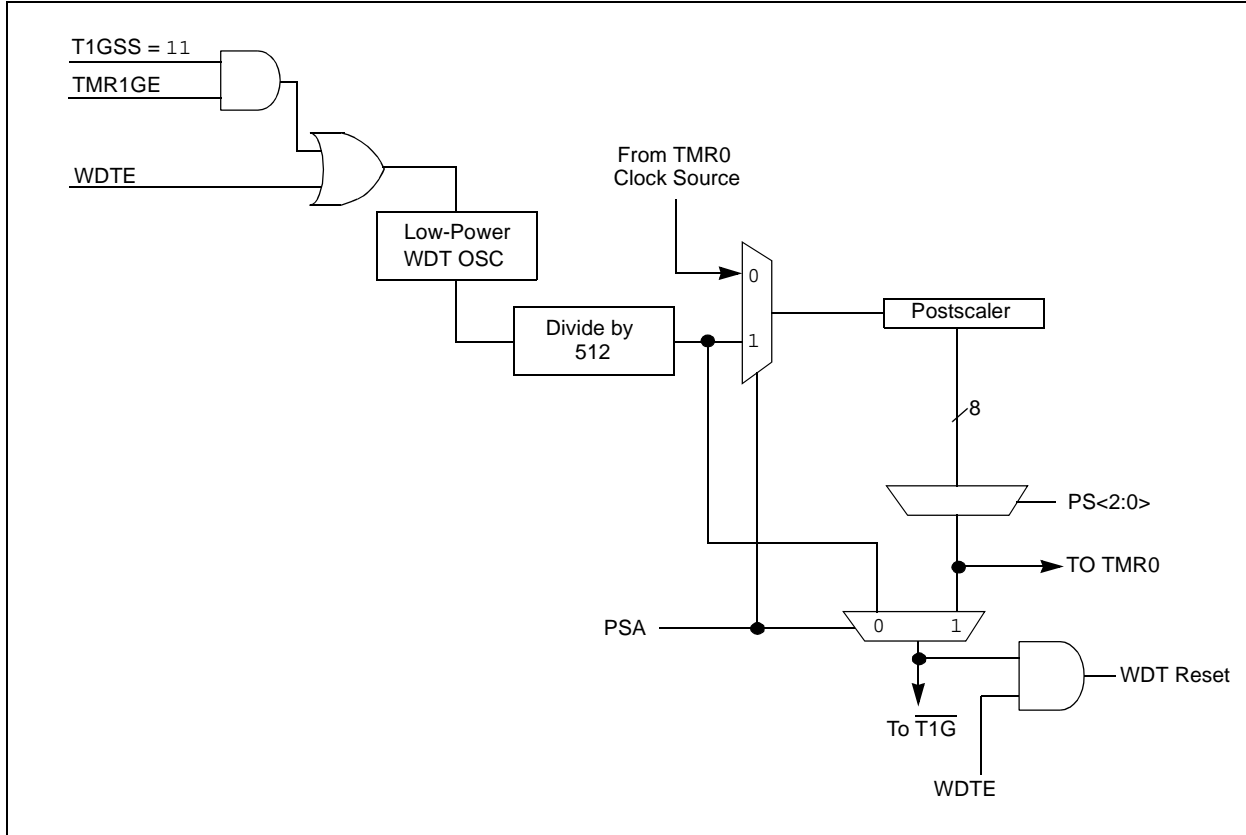 T1GSS = 11
TMR1GE
WDTE
From TMR0
Clock Source
Low-Power
WDT OSC
0
Divide by
512
1
Postscaler
8
PS<2:0>
TO TMR0
PSA
0
1
WDT Reset
To T̅1̅G̅
WDTE